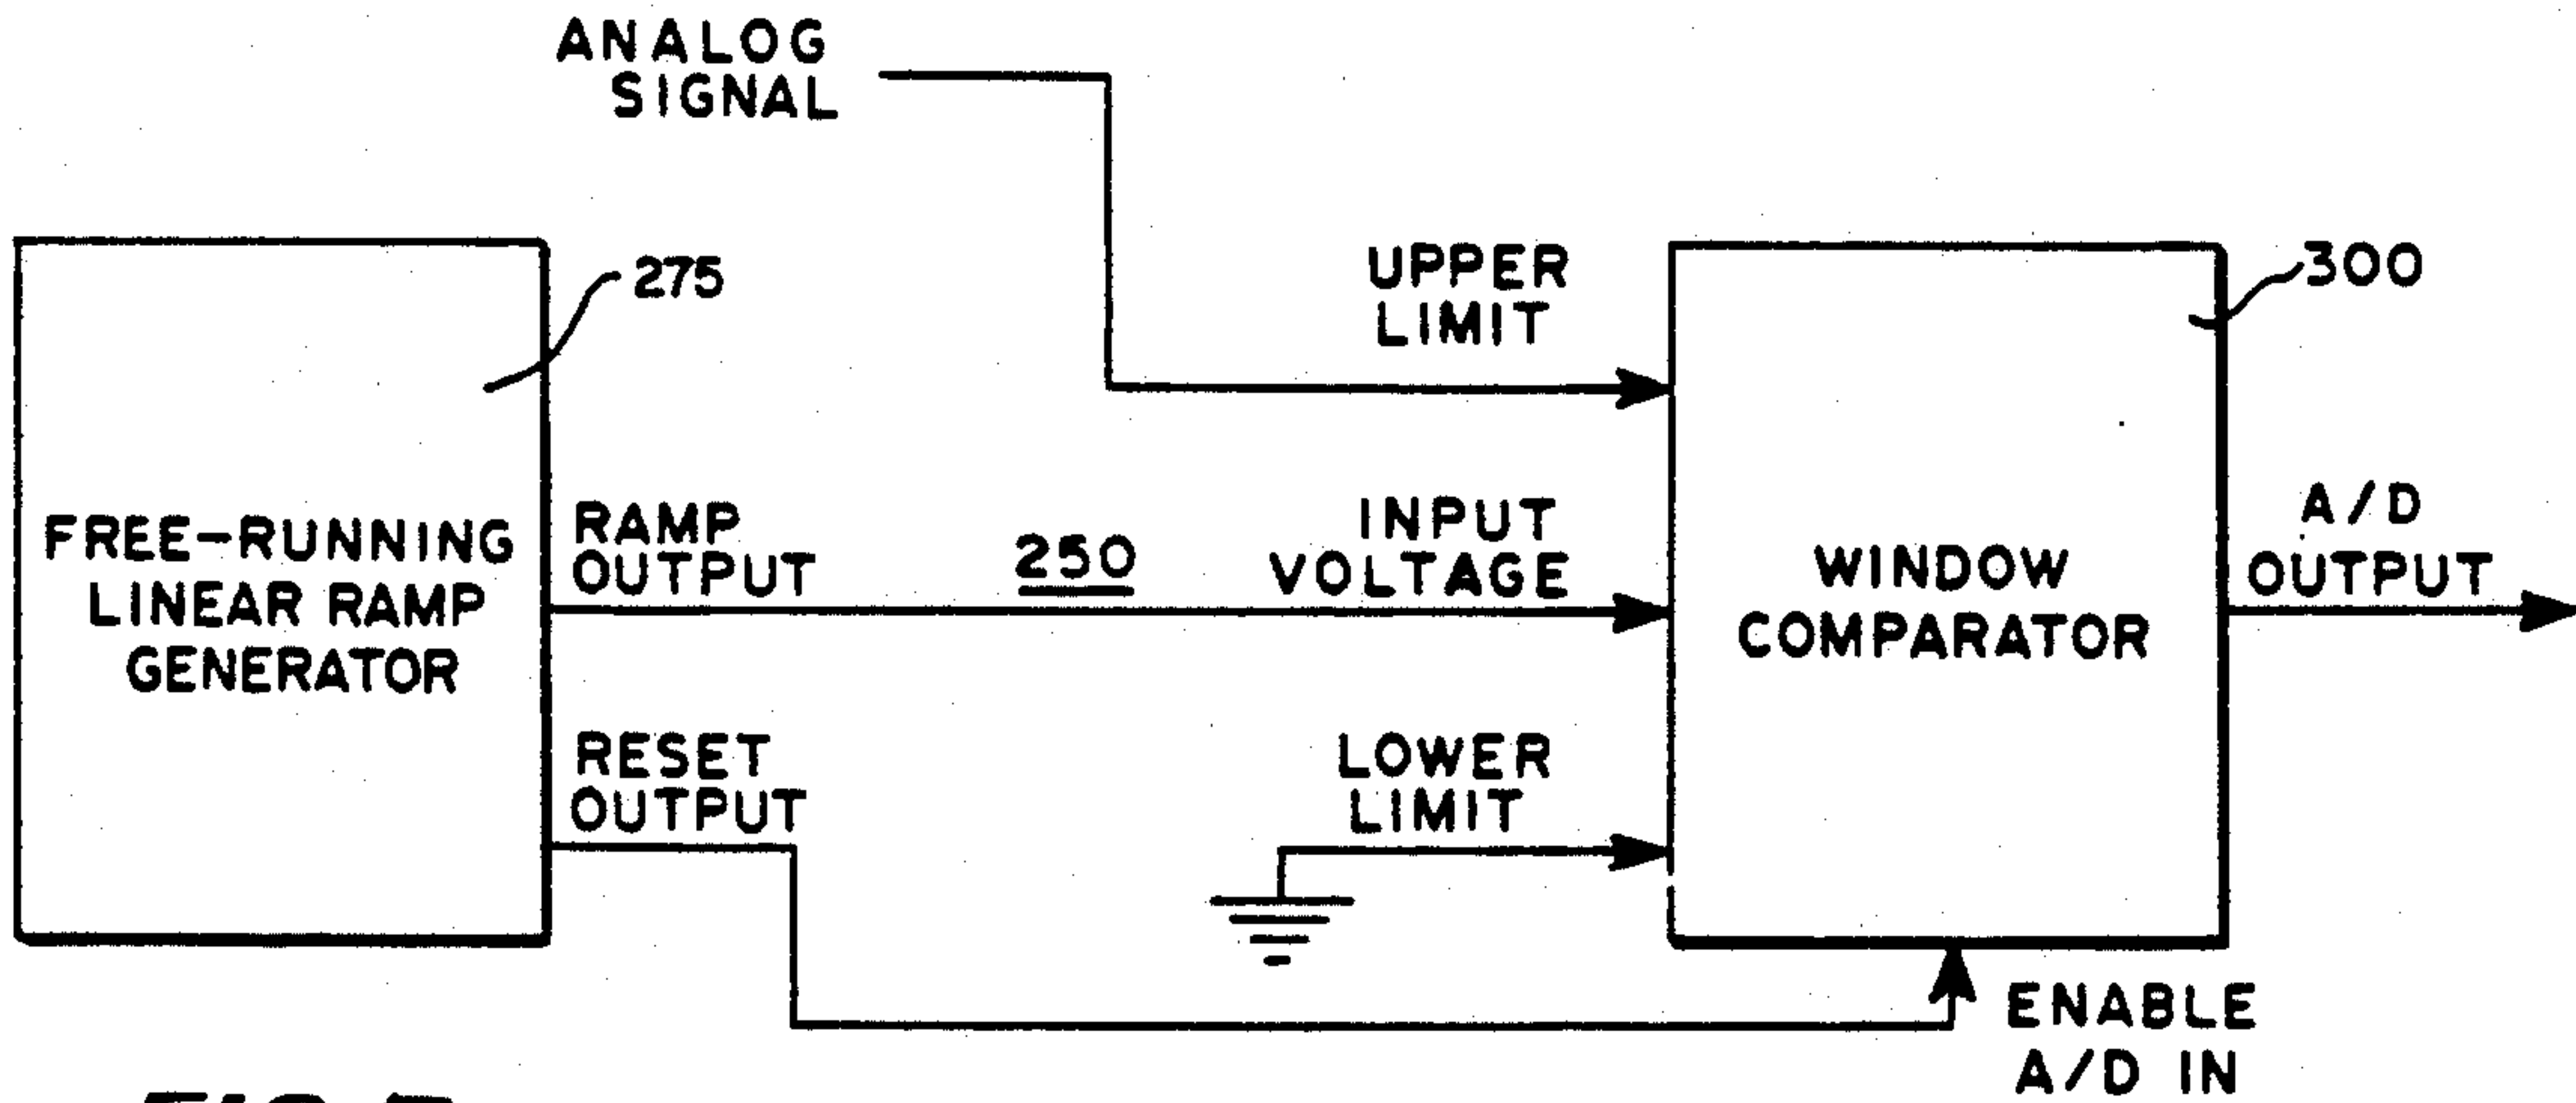 ANALOG
SIGNAL
275
UPPER
LIMIT
300
FREE-RUNNING
LINEAR RAMP
GENERATOR
RAMP
OUTPUT
250
INPUT
VOLTAGE
WINDOW
COMPARATOR
A/D
OUTPUT
RESET
OUTPUT
LOWER
LIMIT
ENABLE
A/D IN